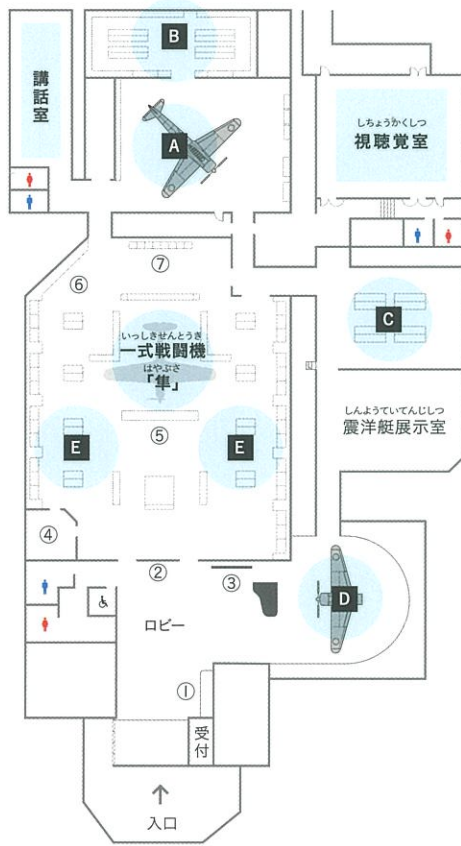 B
講話室
A
しちょうかくしつ
視聴覚室
⑦
⑥
C
いっしきせんとうき
一式戦闘機
はやぶさ
「隼」
しんようていてんじしつ
震洋艇展示室
⑤
E
E
④
②
③
D
ロビー
①
受付
入口